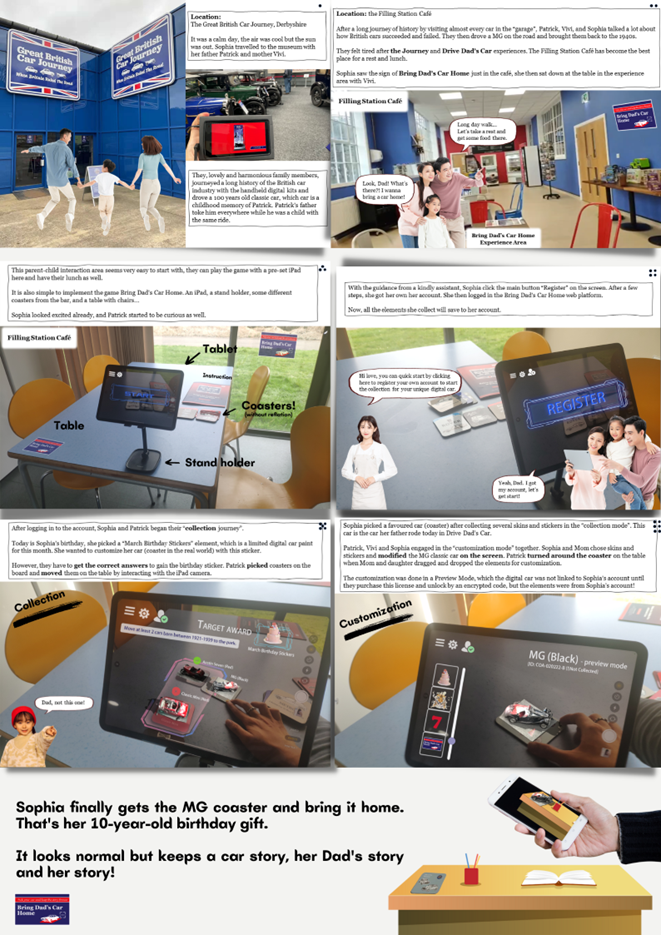 Location:
The Great British Car Journey, Derbyshire
It was a calm day, the air was cool but the sun
was out. Sophia travelled to the museum with
her father Patrick and mother Vivi.
Great British
Car Journey
Great British
Car Journey
They, lovely and harmonious family members,
journeyed a long history of the British car
industry with the handheld digital kits and
drove a 100 years old classic car, which car is a
childhood memory of Patrick. Patrick's father
toke him everywhere while he was a child with
the same ride.
Location: the Filling Station Café
After a long journey of history by visiting almost every car in the "garage", Patrick, Vivi, and Sophia talked a lot about
how British cars succeeded and failed. They then drove a MG on the road and brought them back to the 1920s.
They felt tired after the Journey and Drive Dad's Car experiences. The Filling Station Café has become the best
place for a rest and lunch.
Sophia saw the sign of Bring Dad's Car Home just in the café, she then sat down at the table in the experience
area with Vivi.
Filling Station Café
Bring Dad's Car
Home
Long day walk...
Let's take a rest and
get some food there.
Look, Dad! What's
there?! I wanna
bring a car home!
Bring Dad's Car Home
Experience Area
This parent-child interaction area seems very easy to start with, they can play the game with a pre-set iPad
here and have their lunch as well.
It is also simple to implement the game Bring Dad's Car Home. An iPad, a stand holder, some different
coasters from the bar, and a table with chairs...
Sophia looked excited already, and Patrick started to be curious as well.
Filling Station Café
Tablet
Instruction
Coasters!
(without reflection)
Table
Stand holder
With the guidance from a kindly assistant, Sophia click the main button "Register" on the screen. After a few
steps, she got her own account. She then logged in the Bring Dad's Car Home web platform.
Now, all the elements she collect will save to her account.
Hi love, you can quick start by clicking
here to register your own account to start
the collection for your unique digital car.
REGISTER
Yeah, Dad. I got
my account, let's
get start!
After logging in to the account, Sophia and Patrick began their "collection journey".
Today is Sophia's birthday, she picked a "March Birthday Stickers" element, which is a limited digital car paint
for this month. She wanted to customize her car (coaster in the real world) with this sticker.
However, they have to get the correct answers to gain the birthday sticker. Patrick picked coasters on the
board and moved them on the table by interacting with the iPad camera.
Collection
TARGET AWARD
Move at least 2 cars born between 1921-1939 to the park.
March Birthday Stickers
Dad, not this one!
Sophia picked a favoured car (coaster) after collecting several skins and stickers in the "collection mode". This
car is the car her father rode today in Drive Dad's Car.
Patrick, Vivi and Sophia engaged in the "customization mode" together. Sophia and Mom chose skins and
stickers and modified the MG classic car on the screen. Patrick turned around the coaster on the table
when Mom and daughter dragged and dropped the elements for customization.
The customization was done in a Preview Mode, which the digital car was not linked to Sophia's account until
they purchase this license and unlock by an encrypted code, but the elements were from Sophia's account!
Customization
MG (Black) - preview mode
7
Sophia finally gets the MG coaster and bring it home.
That's her 10-year-old birthday gift.
It looks normal but keeps a car story, her Dad's story
and her story!
Bring Dad's Car
Home